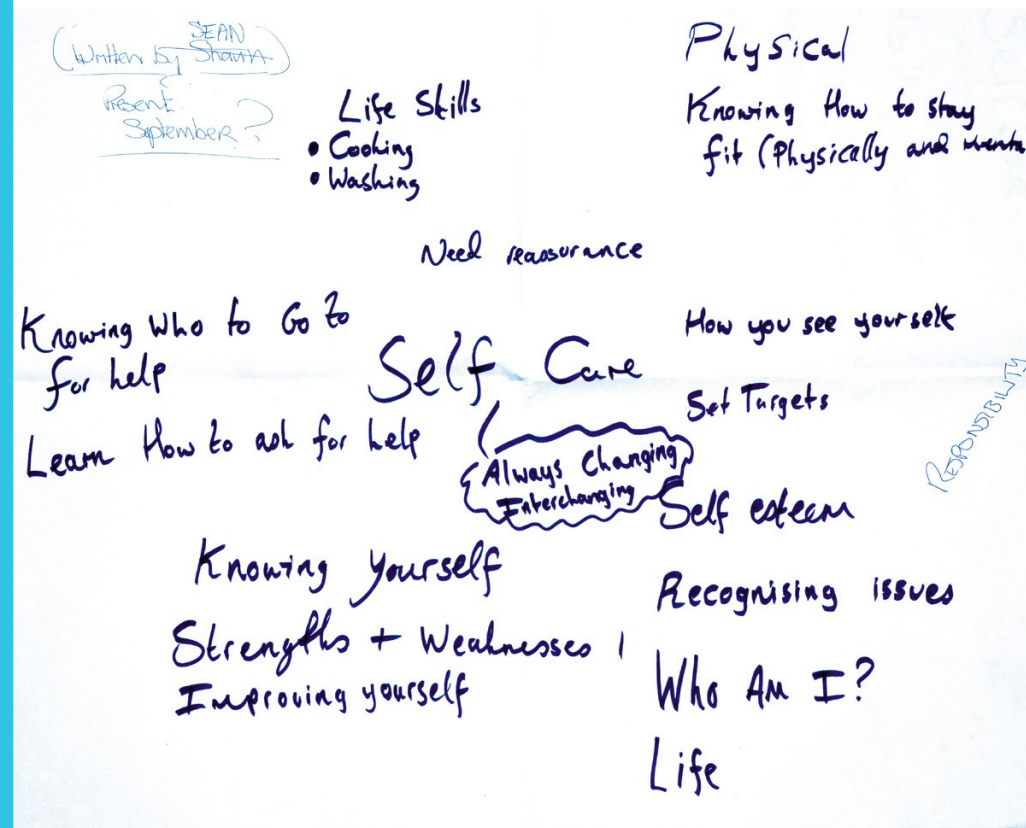 SEAN
(Written by Shaun)
Present
September?
Life Skills
• Cooking
• Washing
Physical
Knowing How to stay
fit (Physically and menta
Need reassurance
Knowing Who to Go to
for help
Learn How to ask for help
Self Care
Always Changing
Interchanging
How you see yourself
Set Targets
RESPONSIBILITY
Self esteem
Knowing yourself
Strengths + Weaknesses
Improving yourself
Recognising issues
Who Am I?
Life